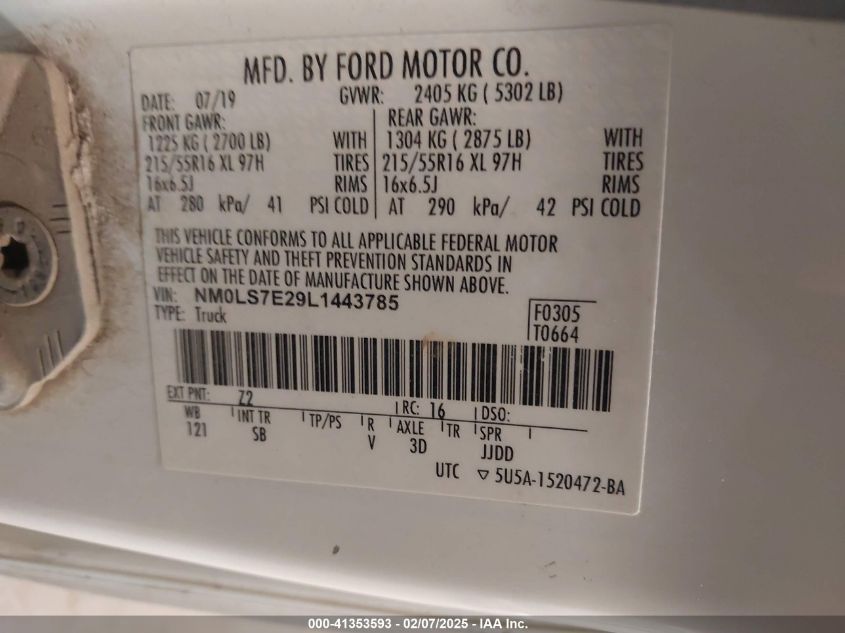 MFD. BY FORD MOTOR CO.
DATE: 07/19 GVWR: 2405 KG ( 5302 LB)
FRONT GAWR: REAR GAWR:
1225 KG ( 2700 LB) WITH 1304 KG ( 2875 LB) WITH
215/55R16 XL 97H TIRES 215/55R16 XL 97H TIRES
16x6.5J RIMS 16x6.5J RIMS
AT 280 kPa/ 41 PSI COLD AT 290 kPa/ 42 PSI COLD
THIS VEHICLE CONFORMS TO ALL APPLICABLE FEDERAL MOTOR
VEHICLE SAFETY AND THEFT PREVENTION STANDARDS IN
EFFECT ON THE DATE OF MANUFACTURE SHOWN ABOVE.
VIN: NM0LS7E29L1443785 F0305
TYPE: Truck T0664
EXT PNT: Z2 RC: 16 DSO:
WB INT TR TP/PS R AXLE TR SPR
121 SB V 3D JJDD
UTC ▽ 5U5A-1520472-BA
000-41353593 - 02/07/2025 - IAA Inc.